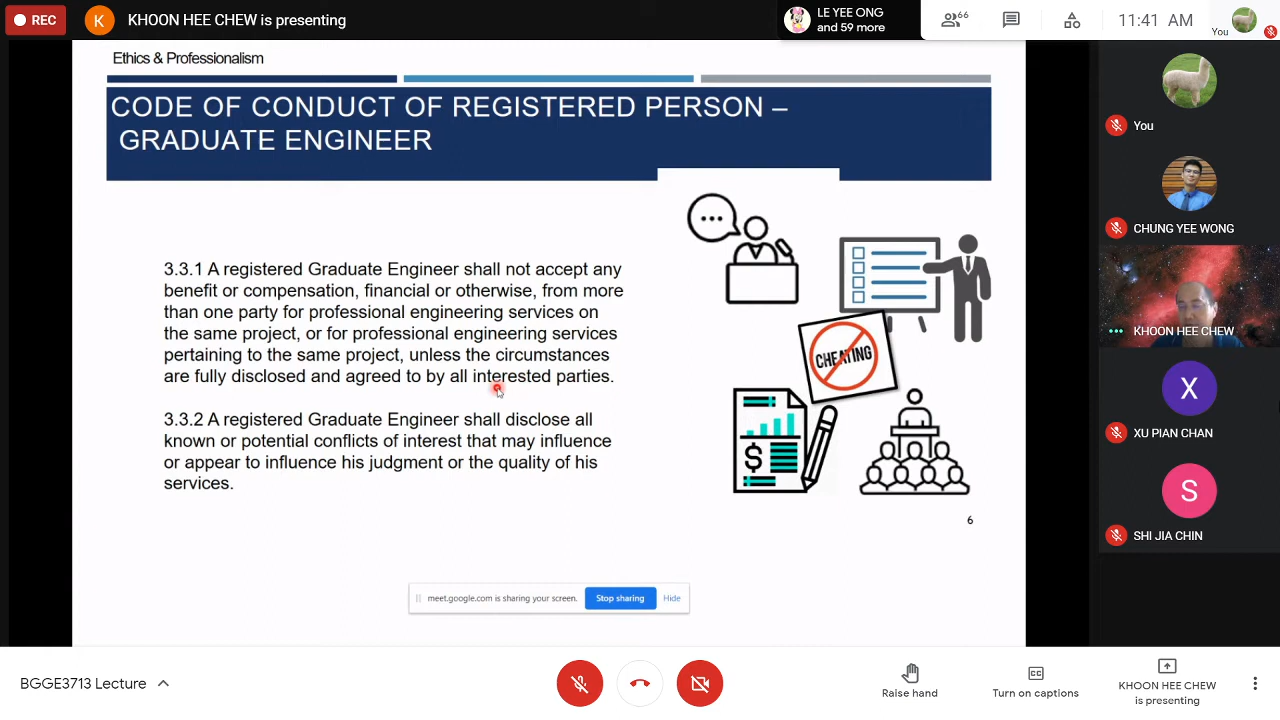 REC
K
KHOON HEE CHEW is presenting
LE YEE ONG
and 59 more
66
11:41 AM
You
Ethics & Professionalism
CODE OF CONDUCT OF REGISTERED PERSON –
GRADUATE ENGINEER
3.3.1 A registered Graduate Engineer shall not accept any
benefit or compensation, financial or otherwise, from more
than one party for professional engineering services on
the same project, or for professional engineering services
pertaining to the same project, unless the circumstances
are fully disclosed and agreed to by all interested parties.
3.3.2 A registered Graduate Engineer shall disclose all
known or potential conflicts of interest that may influence
or appear to influence his judgment or the quality of his
services.
CHEATING
$
6
meet.google.com is sharing your screen.
Stop sharing
Hide
You
CHUNG YEE WONG
KHOON HEE CHEW
X
XU PIAN CHAN
S
SHI JIA CHIN
BGGE3713 Lecture
Raise hand
CC
Turn on captions
KHOON HEE CHEW
is presenting